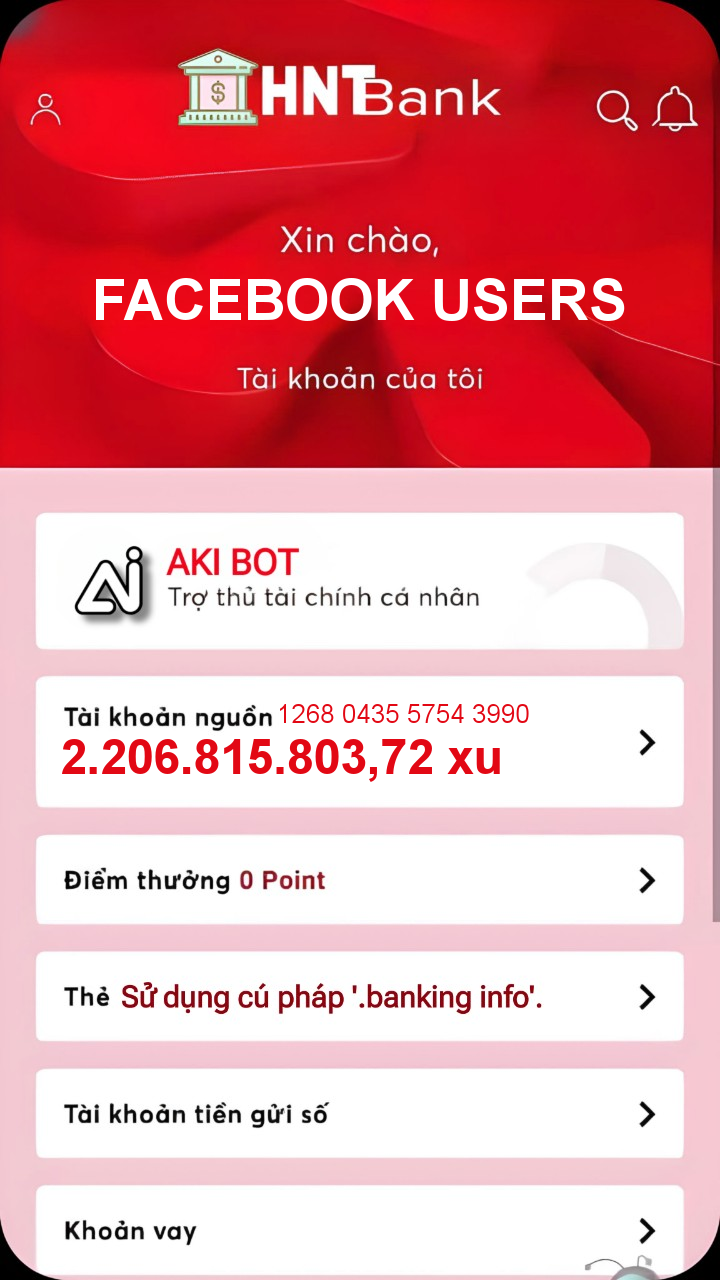 HNTBank
Xin chào,
FACEBOOK USERS
Tài khoản của tôi
AKI BOT
Trợ thủ tài chính cá nhân
Tài khoản nguồn 1268 0435 5754 3990
2.206.815.803,72 xu
Điểm thưởng 0 Point
Thẻ Sử dụng cú pháp '.banking info'.
Tài khoản tiền gửi số
Khoản vay